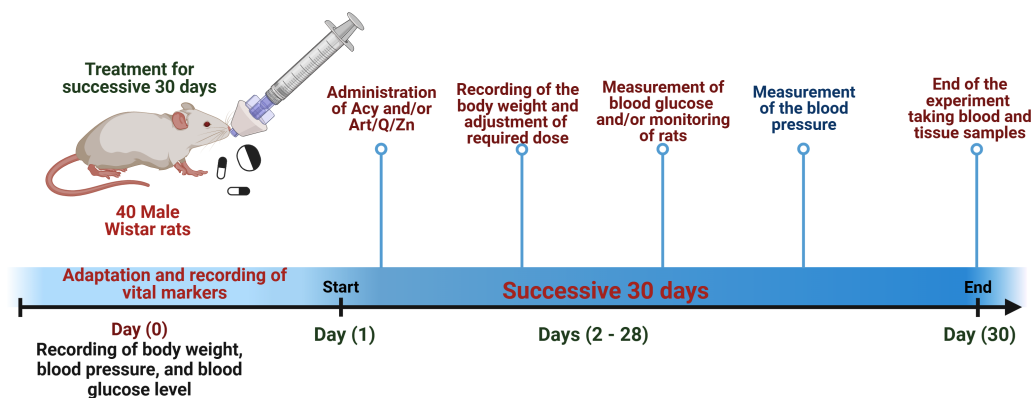 Treatment for
successive 30 days
40 Male
Wistar rats
Administration
of Acy and/or
Art/Q/Zn
Recording of the
body weight and
adjustment of
required dose
Measurement of
blood glucose
and/or monitoring
of rats
Measurement
of the blood
pressure
End of the
experiment
taking blood and
tissue samples
Adaptation and recording of
vital markers
Start
Successive 30 days
End
Day (0)
Recording of body weight,
blood pressure, and blood
glucose level
Day (1)
Days (2 - 28)
Day (30)